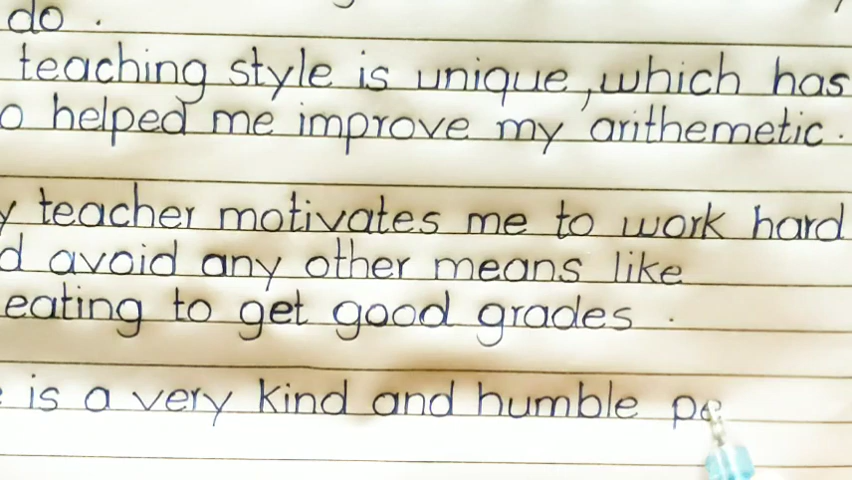 do .
teaching style is unique, which has
o helped me improve my arithemetic .
y teacher motivates me to work hard
d avoid any other means like
eating to get good grades .
is a very kind and humble pe